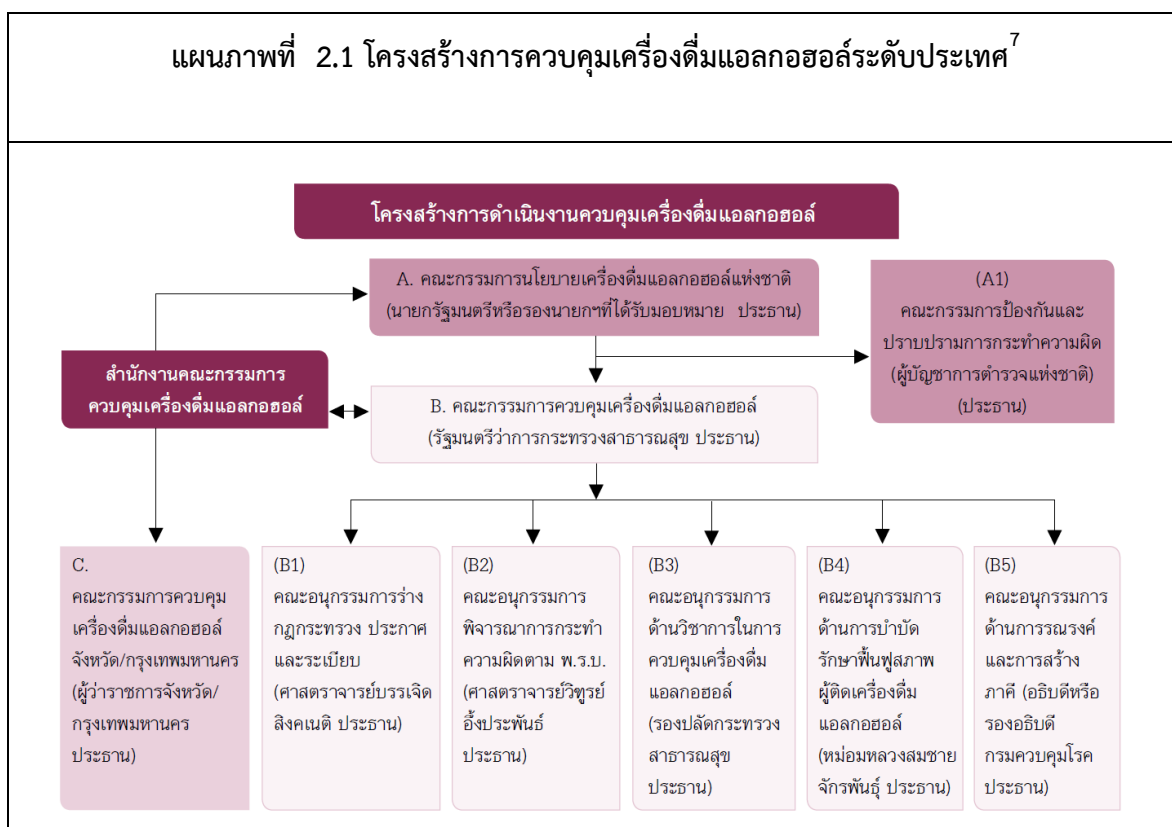 แผนภาพที่ 2.1 โครงสร้างการควบคุมเครื่องดื่มแอลกอฮอล์ระดับประเทศ7
โครงสร้างการดำเนินงานควบคุมเครื่องดื่มแอลกอฮอล์
A. คณะกรรมการนโยบายเครื่องดื่มแอลกอฮอล์แห่งชาติ
(นายกรัฐมนตรีหรือรองนายกฯที่ได้รับมอบหมาย ประธาน)
(A1)
คณะกรรมการป้องกันและ
ปราบปรามการกระทำความผิด
(ผู้บัญชาการตำรวจแห่งชาติ)
(ประธาน)
สำนักงานคณะกรรมการ
ควบคุมเครื่องดื่มแอลกอฮอล์
B. คณะกรรมการควบคุมเครื่องดื่มแอลกอฮอล์
(รัฐมนตรีว่าการกระทรวงสาธารณสุข ประธาน)
C.
คณะกรรมการควบคุม
เครื่องดื่มแอลกอฮอล์
จังหวัด/กรุงเทพมหานคร
(ผู้ว่าราชการจังหวัด/
กรุงเทพมหานคร
ประธาน)
(B1)
คณะอนุกรรมการร่าง
กฎกระทรวง ประกาศ
และระเบียบ
(ศาสตราจารย์บรรเจิด
สิงคเนติ ประธาน)
(B2)
คณะอนุกรรมการ
พิจารณาการกระทำ
ความผิดตาม พ.ร.บ.
(ศาสตราจารย์วิฑูรย์
อึ้งประพันธ์
ประธาน)
(B3)
คณะอนุกรรมการ
ด้านวิชาการในการ
ควบคุมเครื่องดื่ม
แอลกอฮอล์
(รองปลัดกระทรวง
สาธารณสุข
ประธาน)
(B4)
คณะอนุกรรมการ
ด้านการบำบัด
รักษาฟื้นฟูสภาพ
ผู้ติดเครื่องดื่ม
แอลกอฮอล์
(หม่อมหลวงสมชาย
จักรพันธุ์ ประธาน)
(B5)
คณะอนุกรรมการ
ด้านการรณรงค์
และการสร้าง
ภาคี (อธิบดีหรือ
รองอธิบดี
กรมควบคุมโรค
ประธาน)